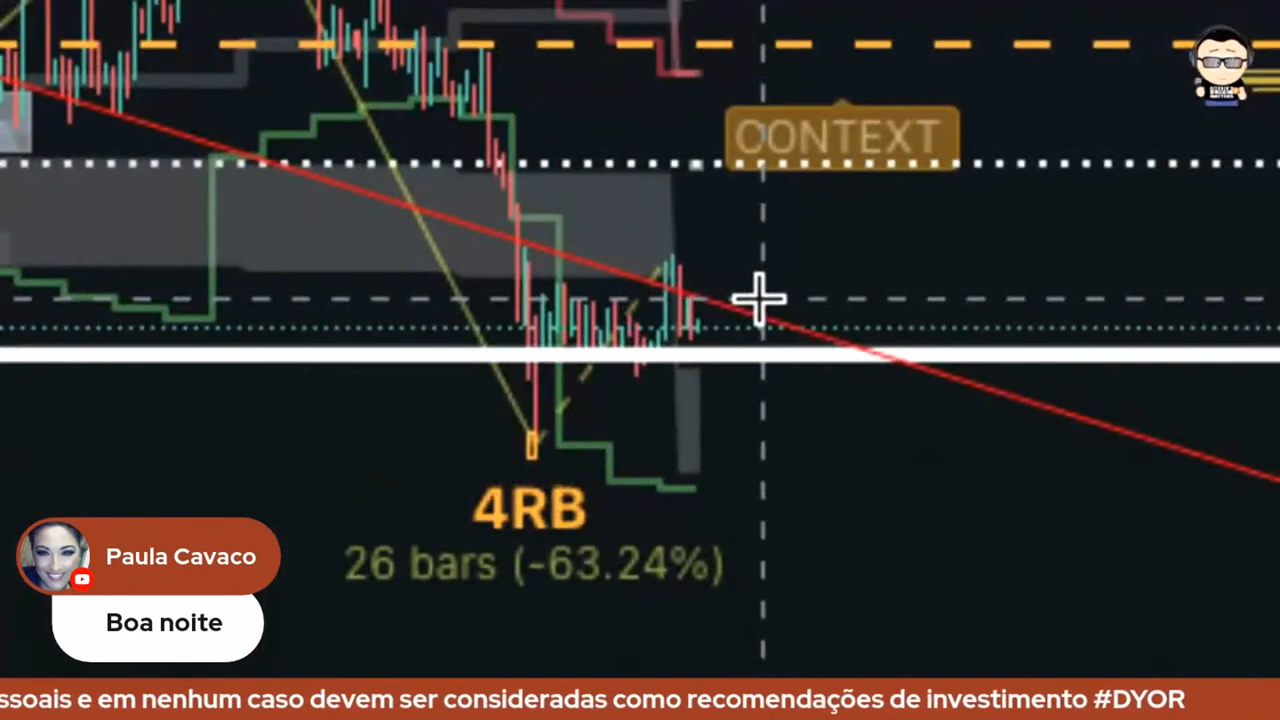 CONTEXT
4RB
26 bars (-63.24%)
Paula Cavaco
Boa noite
ssoais e em nenhum caso devem ser consideradas como recomendações de investimento #DYOR